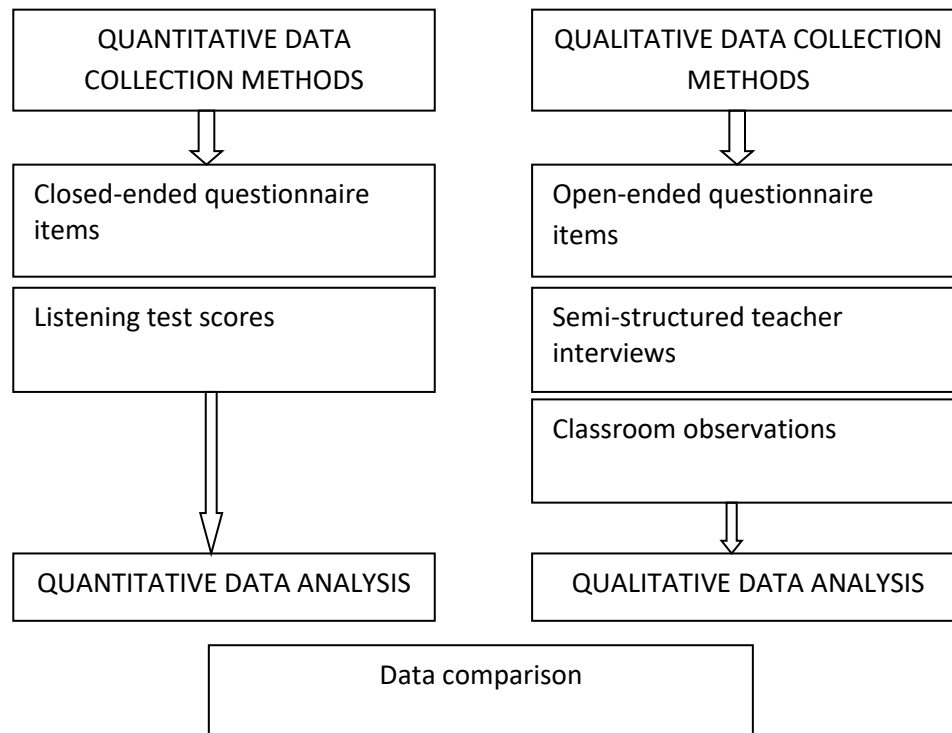 QUANTITATIVE DATA
COLLECTION METHODS
Closed-ended questionnaire
items
Listening test scores
QUANTITATIVE DATA ANALYSIS
QUALITATIVE DATA COLLECTION
METHODS
Open-ended questionnaire
items
Semi-structured teacher
interviews
Classroom observations
QUALITATIVE DATA ANALYSIS
Data comparison